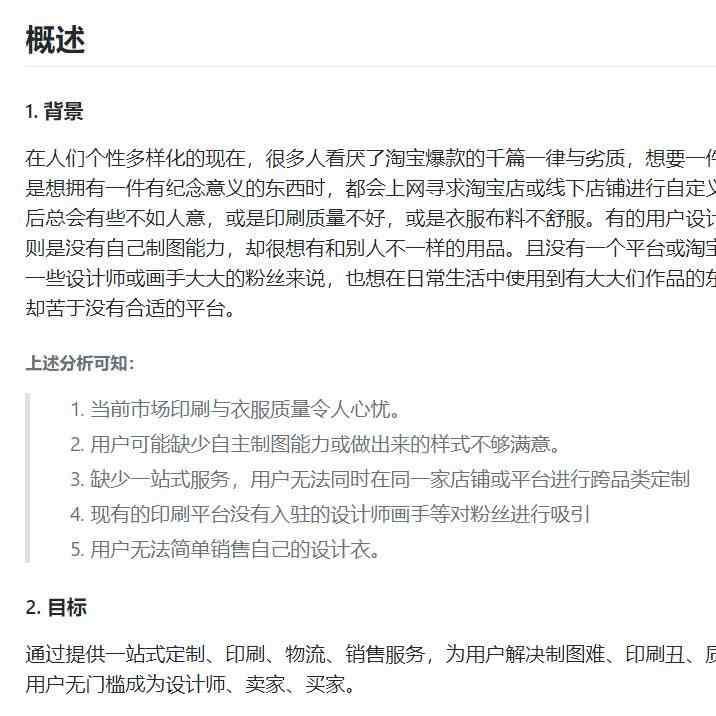 概述
1. 背景
在人们个性多样化的现在，很多人看厌了淘宝爆款的千篇一律与劣质，想要一件
是想拥有一件有纪念意义的东西时，都会上网寻求淘宝店或线下店铺进行自定义
后总会有些不如人意，或是印刷质量不好，或是衣服布料不舒服。有的用户设计
则是没有自己制图能力，却很想有和别人不一样的用品。且没有一个平台或淘宝
一些设计师或画手大大的粉丝来说，也想在日常生活中使用到有大大们作品的东
却苦于没有合适的平台。
上述分析可知：
1. 当前市场印刷与衣服质量令人心忧。
2. 用户可能缺少自主制图能力或做出来的样式不够满意。
3. 缺少一站式服务，用户无法同时在同一家店铺或平台进行跨品类定制
4. 现有的印刷平台没有入驻的设计师画手等对粉丝进行吸引
5. 用户无法简单销售自己的设计衣。
2. 目标
通过提供一站式定制、印刷、物流、销售服务，为用户解决制图难、印刷丑、质
用户无门槛成为设计师、卖家、买家。